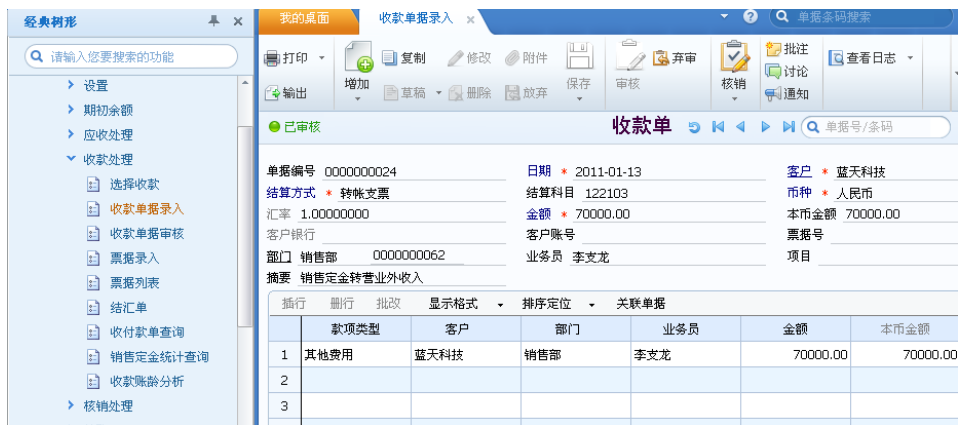 经典树形
请输入您要搜索的功能
设置
期初余额
应收处理
收款处理
选择收款
收款单据录入
收款单据审核
票据录入
票据列表
结汇单
收付款单查询
销售定金统计查询
收款账龄分析
核销处理
我的桌面 收款单据录入 单据条码搜索
打印 增加 复制 修改 附件 保存 审核 弃审 核销 批注 查看日志
讨论
输出 草稿 删除 放弃 通知
已审核 收款单 单据号/条码
单据编号 0000000024 日期 * 2011-01-13 客户 * 蓝天科技
结算方式 * 转帐支票 结算科目 122103 币种 * 人民币
汇率 1.00000000 金额 * 70000.00 本币金额 70000.00
客户银行 客户账号 票据号
部门 销售部 0000000062 业务员 李支龙 项目
摘要 销售定金转营业外收入
插行 删行 批改 显示格式 排序定位 关联单据
款项类型 客户 部门 业务员 金额 本币金额
1 其他费用 蓝天科技 销售部 李支龙 70000.00 70000.00
2
3